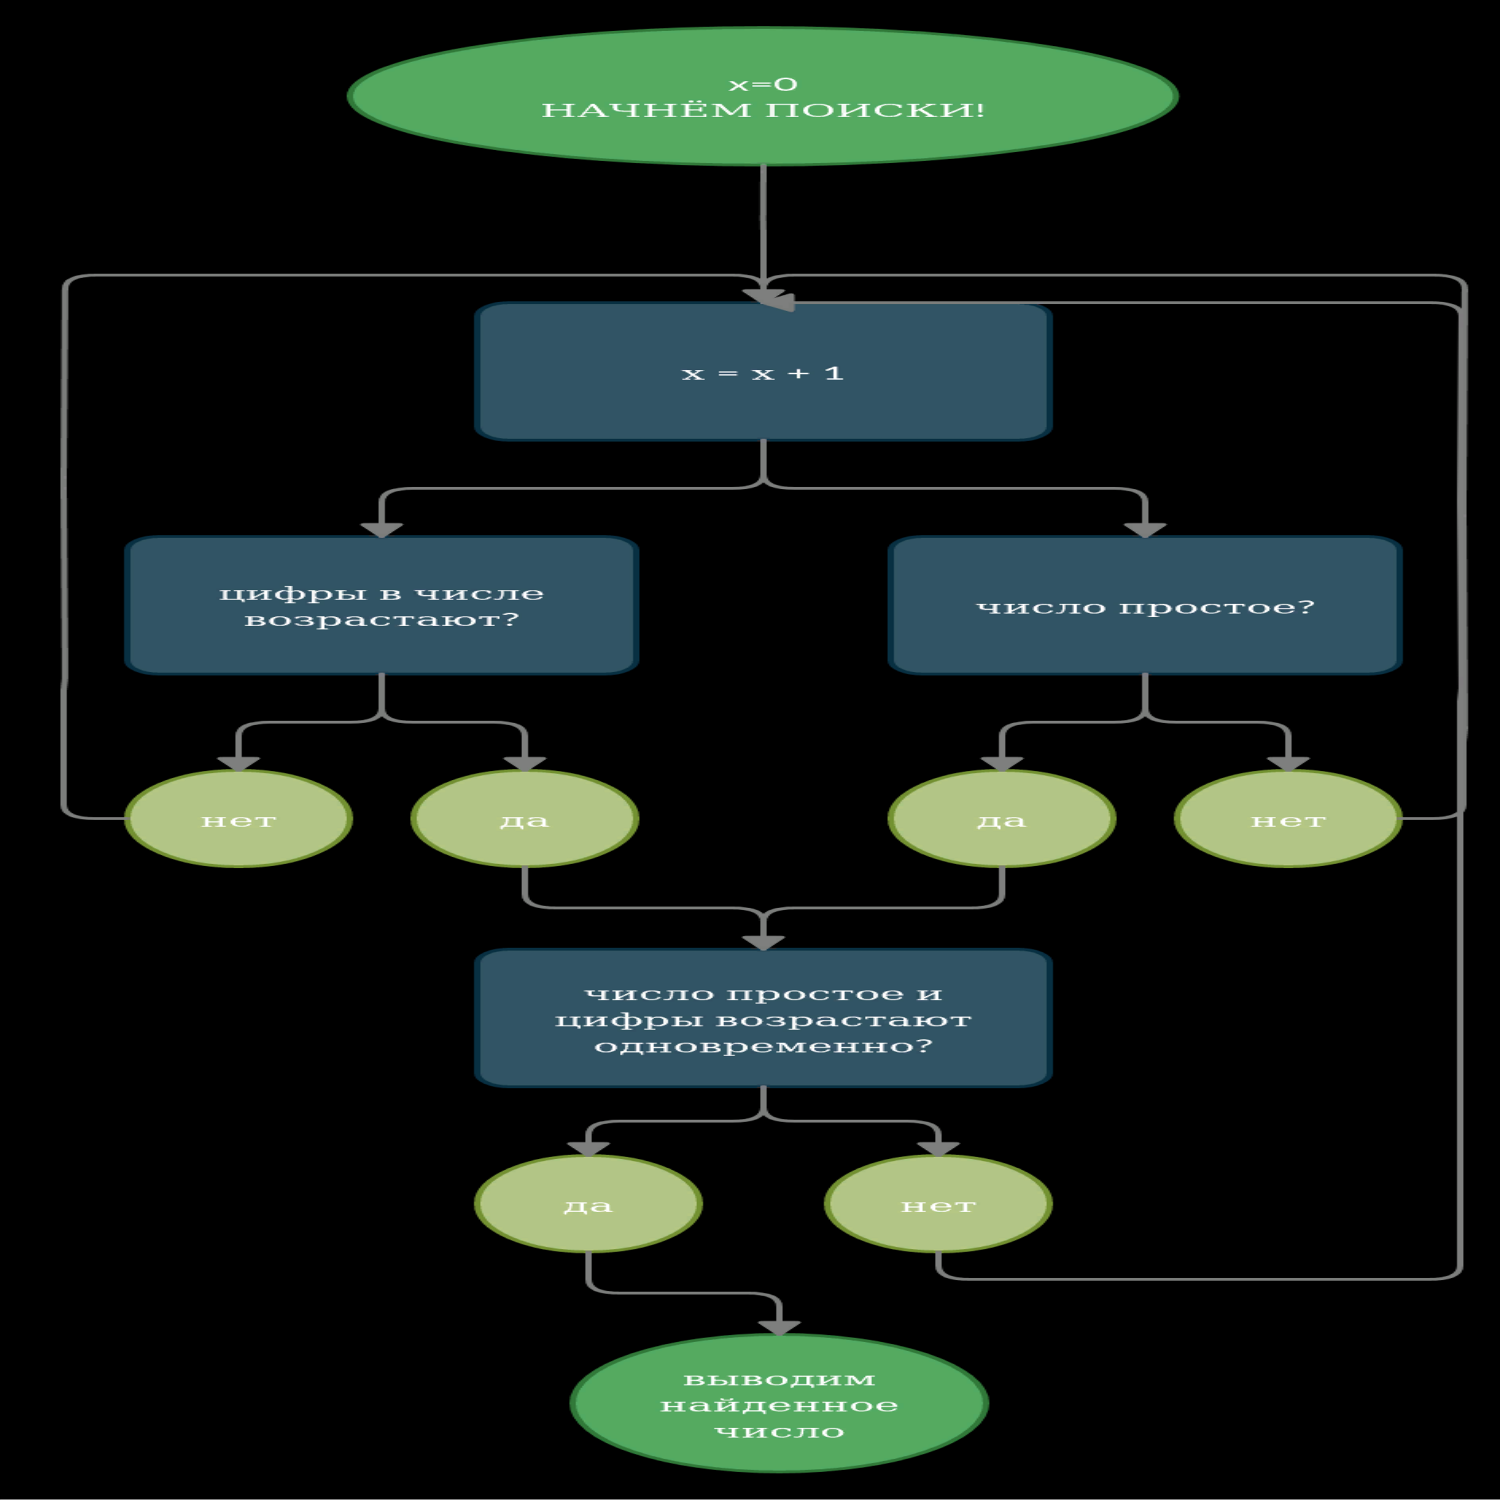 x=0
НАЧНЁМ ПОИСКИ!
x = x + 1
цифры в числе
возрастают?
число простое?
нет
да
да
нет
число простое и
цифры возрастают
одновременно?
да
нет
выводим
найденное
число